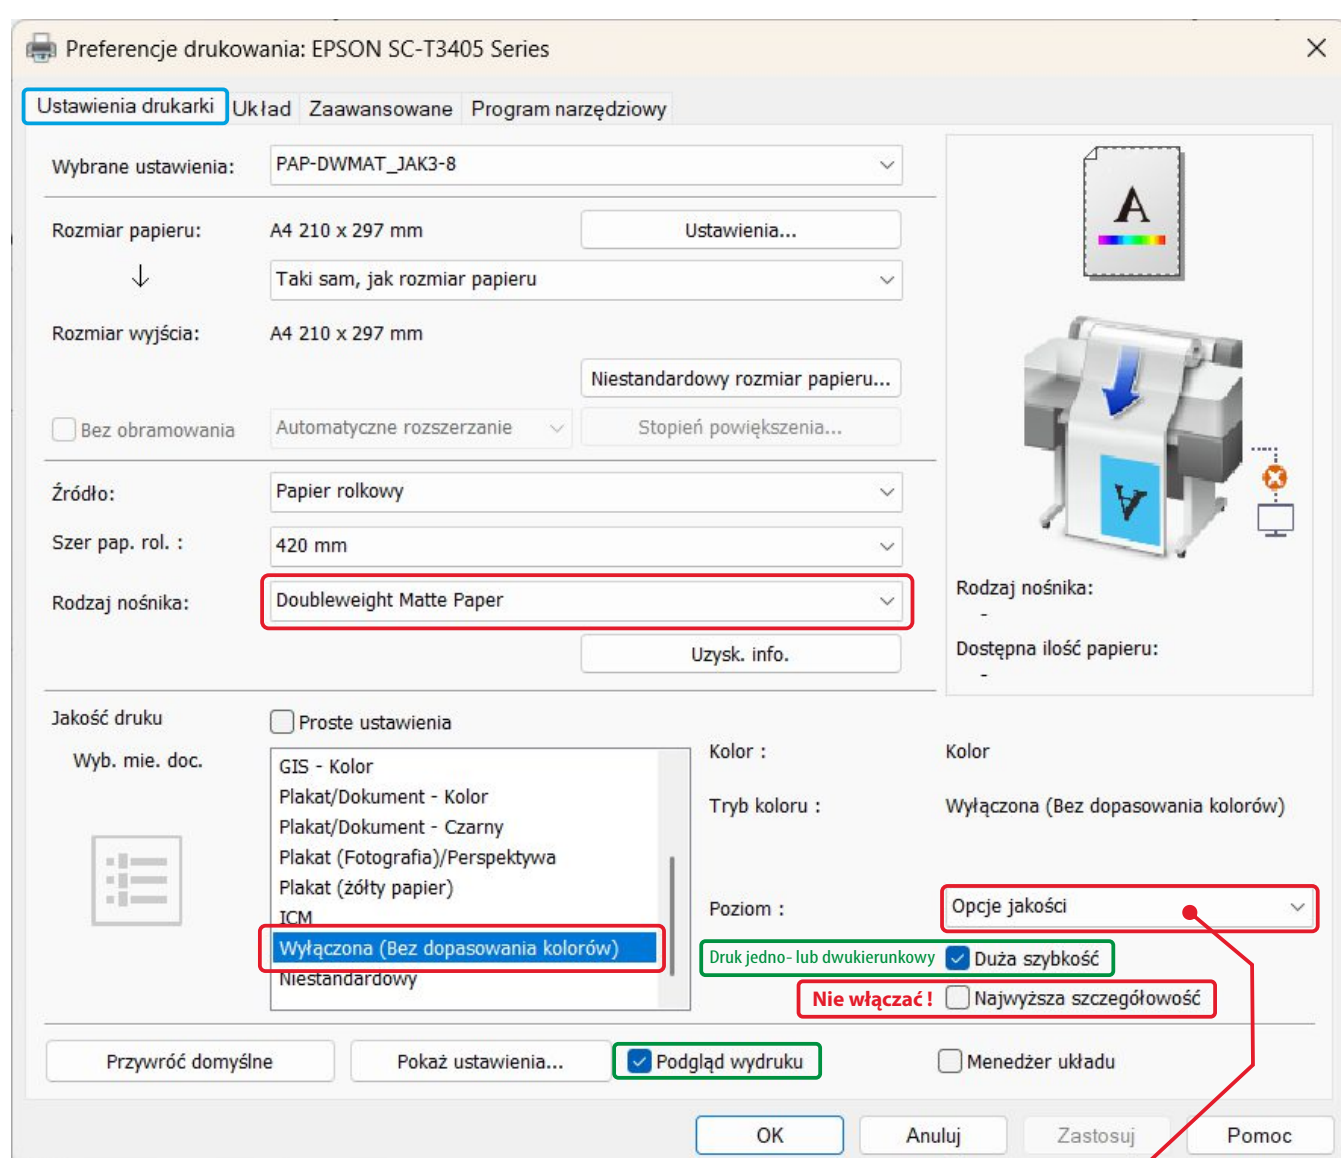 Preferencje drukowania: EPSON SC-T3405 Series
Ustawienia drukarki Układ Zaawansowane Program narzędziowy
Wybrane ustawienia: PAP-DWMAT_JAK3-8
A
Rozmiar papieru: A4 210 x 297 mm Ustawienia...
Taki sam, jak rozmiar papieru
Rozmiar wyjścia: A4 210 x 297 mm
Niestandardowy rozmiar papieru...
Bez obramowania Automatyczne rozszerzanie Stopień powiększenia...
Źródło: Papier rolkowy
A
Szer pap. rol. : 420 mm
Rodzaj nośnika: Doubleweight Matte Paper
Rodzaj nośnika:
-
Uzysk. info.
Dostępna ilość papieru:
-
Jakość druku Proste ustawienia
Wyb. mie. doc.
GIS - Kolor
Plakat/Dokument - Kolor
Plakat/Dokument - Czarny
Plakat (Fotografia)/Perspektywa
Plakat (żółty papier)
ICM
Wyłączona (Bez dopasowania kolorów)
Niestandardowy
Kolor : Kolor
Tryb koloru : Wyłączona (Bez dopasowania kolorów)
Poziom : Opcje jakości
Druk jedno- lub dwukierunkowy Duża szybkość
Nie włączać ! Najwyższa szczegółowość
Przywróć domyślne Pokaż ustawienia... Podgląd wydruku Menedżer układu
OK Anuluj Zastosuj Pomoc